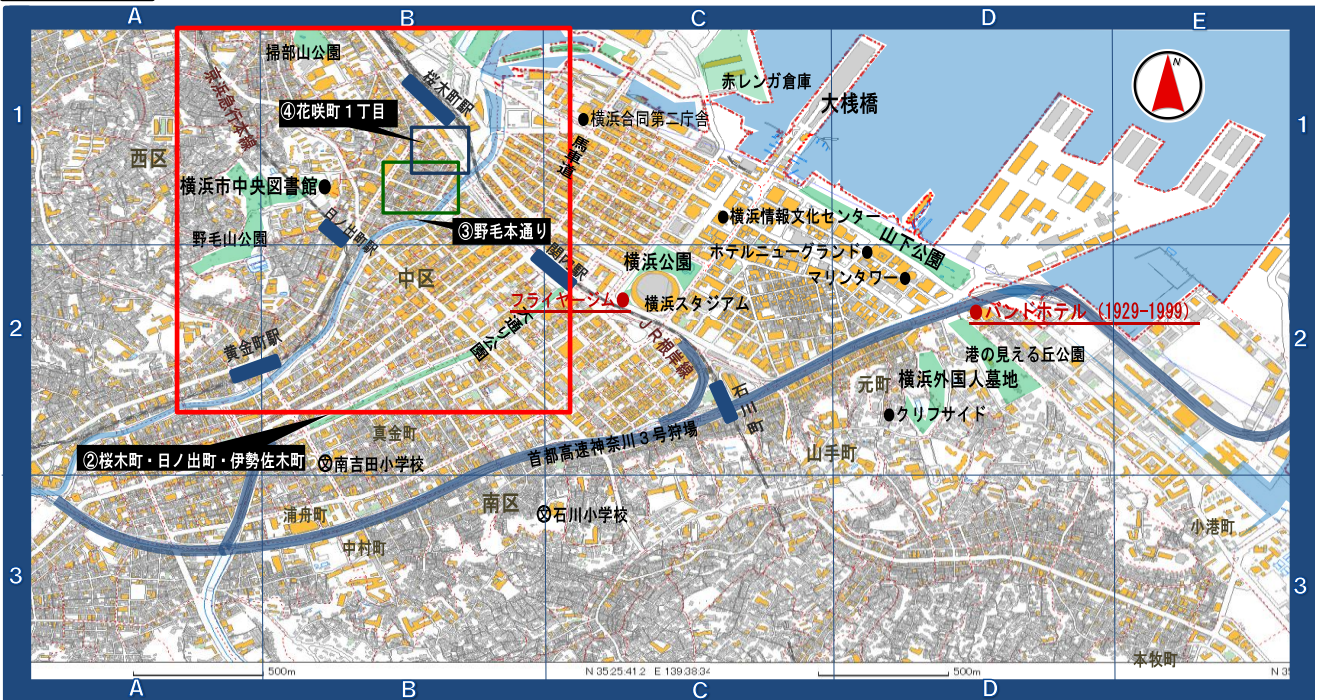 A
B
C
D
E
N
掃部山公園
桜木町駅
赤レンガ倉庫
大桟橋
京浜急行本線
④花咲町1丁目
横浜合同第二庁舎
1
1
西区
馬車道
横浜市中央図書館
横浜情報文化センター
日ノ出町駅
③野毛本通り
野毛山公園
山下公園
関内駅
横浜公園
ホテルニューグランド
中区
マリンタワー
フライヤージム
横浜スタジアム
バンドホテル (1929-1999)
大通り公園
JR根岸線
2
2
黄金町駅
港の見える丘公園
石川町
元町
横浜外国人墓地
クリフサイド
真金町
首都高速神奈川3号狩場
山手町
②桜木町・日ノ出町・伊勢佐木町
文南吉田小学校
南区
文石川小学校
浦舟町
小港町
中村町
3
3
本牧町
500m
N 35:25:41.2 E 139:38:34
500m
N 35
A
B
C
D